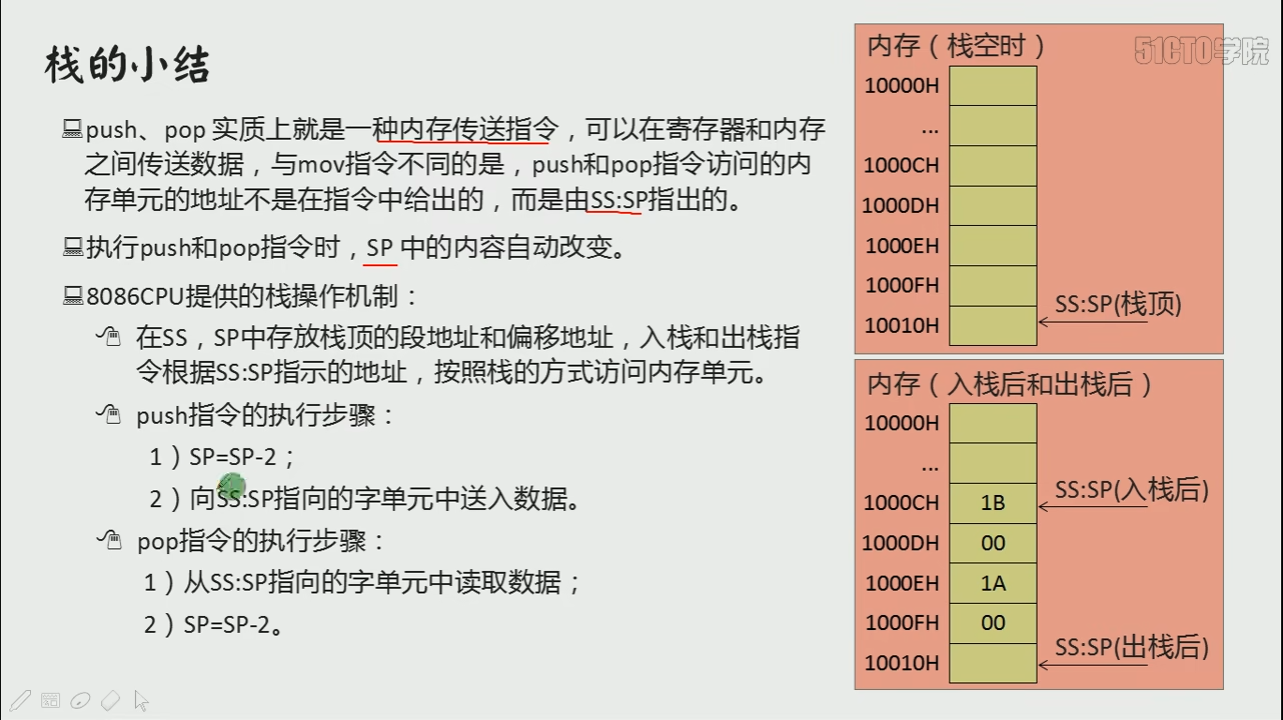 栈的小结
push、pop 实质上就是一种内存传送指令，可以在寄存器和内存
之间传送数据，与mov指令不同的是，push和pop指令访问的内
存单元的地址不是在指令中给出的，而是由SS:SP指出的。
执行push和pop指令时，SP 中的内容自动改变。
8086CPU提供的栈操作机制：
在SS，SP中存放栈顶的段地址和偏移地址，入栈和出栈指
令根据SS:SP指示的地址，按照栈的方式访问内存单元。
push指令的执行步骤：
1）SP=SP-2；
2）向SS:SP指向的字单元中送入数据。
pop指令的执行步骤：
1）从SS:SP指向的字单元中读取数据；
2）SP=SP-2。
内存（栈空时）
51CTO学院
10000H
...
1000CH
1000DH
1000EH
1000FH
10010H
SS:SP(栈顶)
内存（入栈后和出栈后）
10000H
...
1000CH 1B SS:SP(入栈后)
1000DH 00
1000EH 1A
1000FH 00
10010H SS:SP(出栈后)